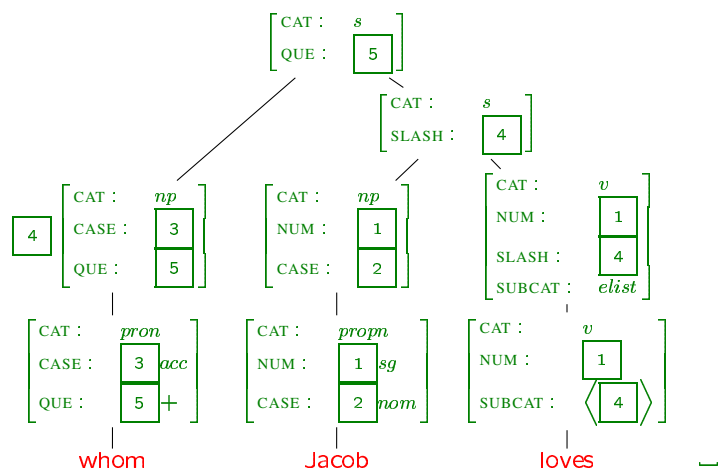 CAT : s
QUE : 5
CAT : s
SLASH : 4
4 CAT : np
CASE : 3
QUE : 5
CAT : np
NUM : 1
CASE : 2
CAT : v
NUM : 1
SLASH : 4
SUBCAT : elist
CAT : pron
CASE : 3 acc
QUE : 5 +
CAT : propn
NUM : 1 sg
CASE : 2 nom
CAT : v
NUM : 1
SUBCAT : ⟨ 4 ⟩
whom
Jacob
loves